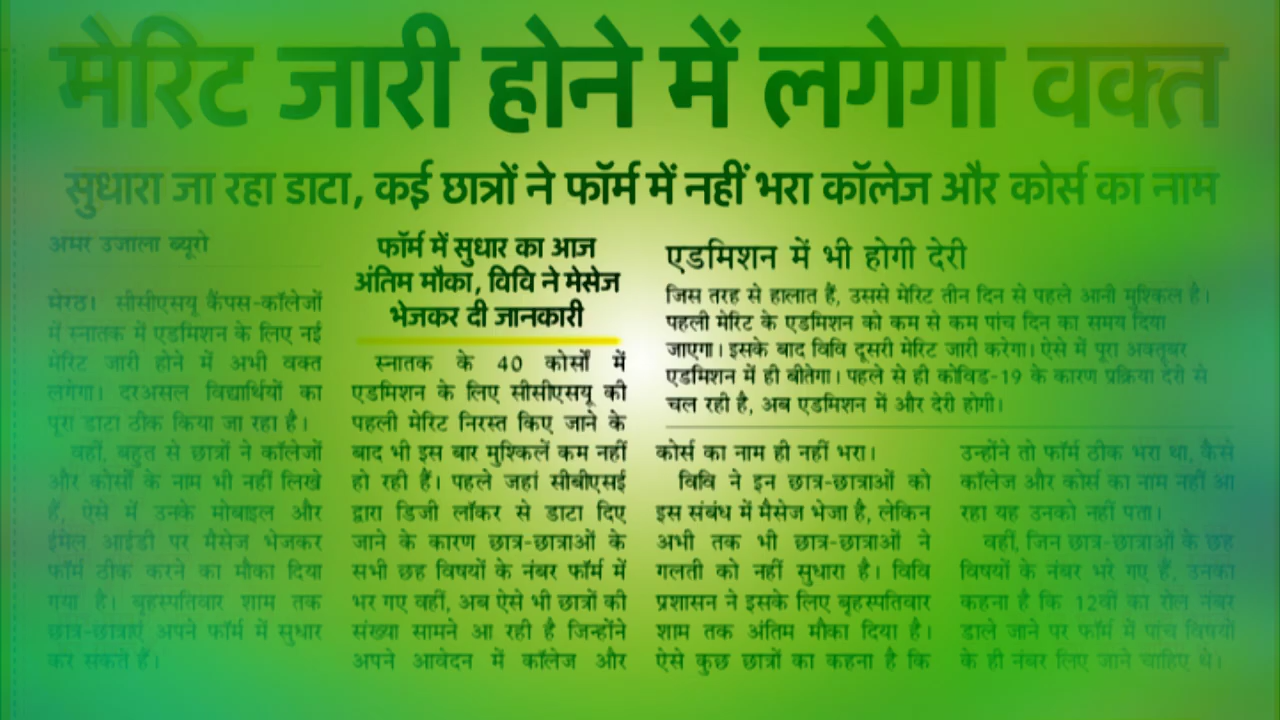 मेरिट जारी होने में लगेगा वक्त
सुधारा जा रहा डाटा, कई छात्रों ने फॉर्म में नहीं भरा कॉलेज और कोर्स का नाम
अमर उजाला ब्यूरो
मेरठ। सीसीएसयू कैंपस-कॉलेजों
में स्नातक में एडमिशन के लिए नई
मेरिट जारी होने में अभी वक्त
लगेगा। दरअसल विद्यार्थियों का
पूरा डाटा ठीक किया जा रहा है।
वहीं, बहुत से छात्रों ने कॉलेजों
और कोर्सों के नाम भी नहीं लिखे
हैं, ऐसे में उनके मोबाइल और
ईमेल आईडी पर मैसेज भेजकर
फॉर्म ठीक करने का मौका दिया
गया है। बृहस्पतिवार शाम तक
छात्र-छात्राएं अपने फॉर्म में सुधार
कर सकते हैं।
फॉर्म में सुधार का आज
अंतिम मौका, विवि ने मेसेज
भेजकर दी जानकारी
स्नातक के 40 कोर्सों में
एडमिशन के लिए सीसीएसयू की
पहली मेरिट निरस्त किए जाने के
बाद भी इस बार मुश्किलें कम नहीं
हो रही हैं। पहले जहां सीबीएसई
द्वारा डिजी लॉकर से डाटा दिए
जाने के कारण छात्र-छात्राओं के
सभी छह विषयों के नंबर फॉर्म में
भर गए वहीं, अब ऐसे भी छात्रों की
संख्या सामने आ रही है जिन्होंने
अपने आवेदन में कॉलेज और
एडमिशन में भी होगी देरी
जिस तरह से हालात हैं, उससे मेरिट तीन दिन से पहले आनी मुश्किल है।
पहली मेरिट के एडमिशन को कम से कम पांच दिन का समय दिया
जाएगा। इसके बाद विवि दूसरी मेरिट जारी करेगा। ऐसे में पूरा अक्तूबर
एडमिशन में ही बीतेगा। पहले से ही कोविड-19 के कारण प्रक्रिया देरी से
चल रही है, अब एडमिशन में और देरी होगी।
कोर्स का नाम ही नहीं भरा।
विवि ने इन छात्र-छात्राओं को
इस संबंध में मैसेज भेजा है, लेकिन
अभी तक भी छात्र-छात्राओं ने
गलती को नहीं सुधारा है। विवि
प्रशासन ने इसके लिए बृहस्पतिवार
शाम तक अंतिम मौका दिया है।
ऐसे कुछ छात्रों का कहना है कि
उन्होंने तो फॉर्म ठीक भरा था, कैसे
कॉलेज और कोर्स का नाम नहीं आ
रहा यह उनको नहीं पता।
वहीं, जिन छात्र-छात्राओं के छह
विषयों के नंबर भरे गए हैं, उनका
कहना है कि 12वीं का रोल नंबर
डाले जाने पर फॉर्म में पांच विषयों
के ही नंबर लिए जाने चाहिए थे।